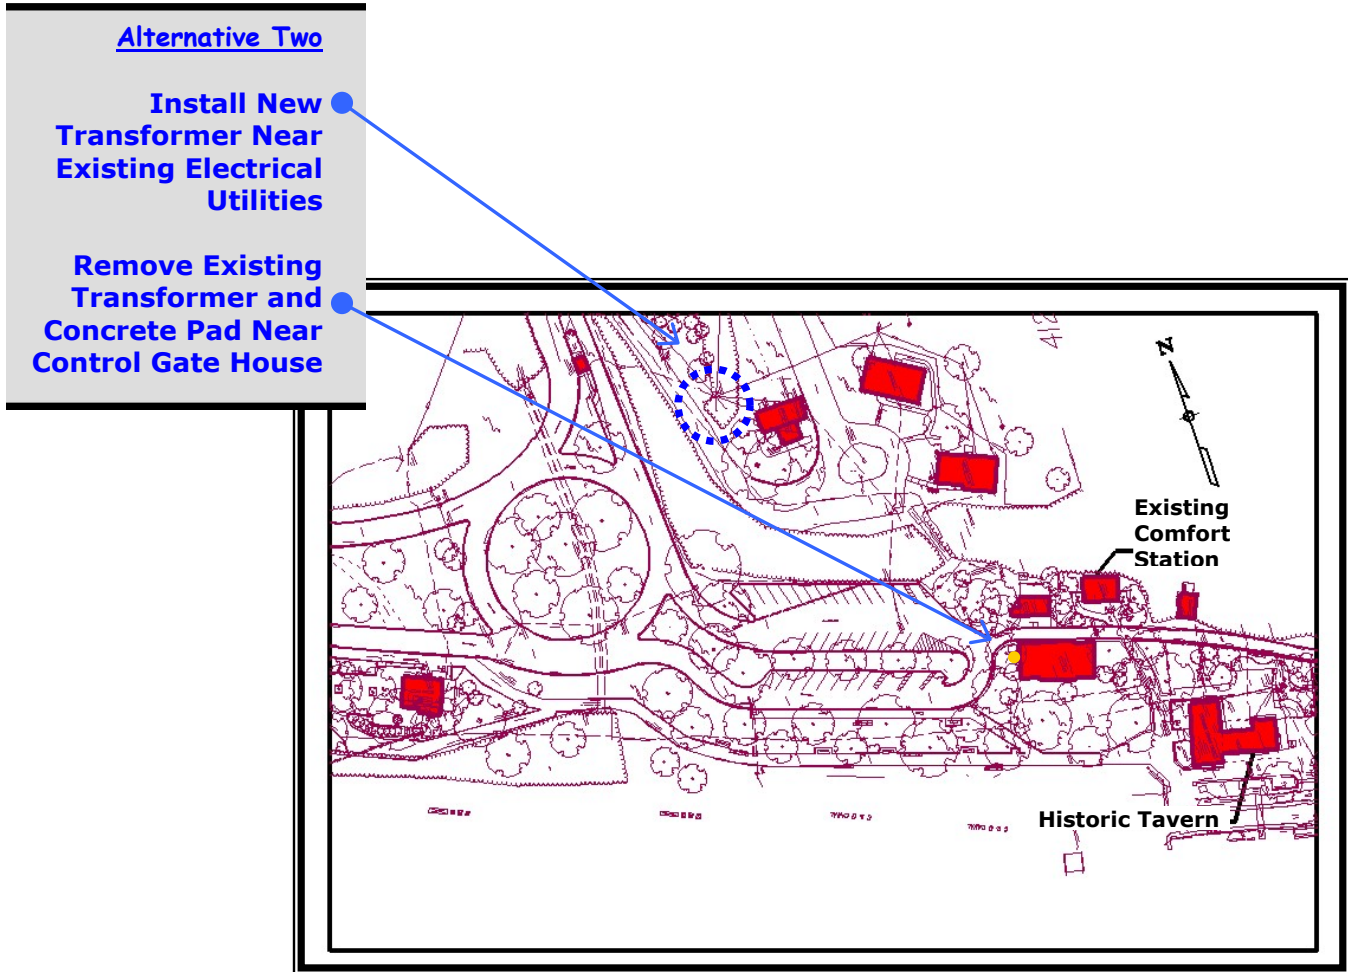 Alternative Two
Install New
Transformer Near
Existing Electrical
Utilities
Remove Existing
Transformer and
Concrete Pad Near
Control Gate House
N
Existing
Comfort
Station
Historic Tavern